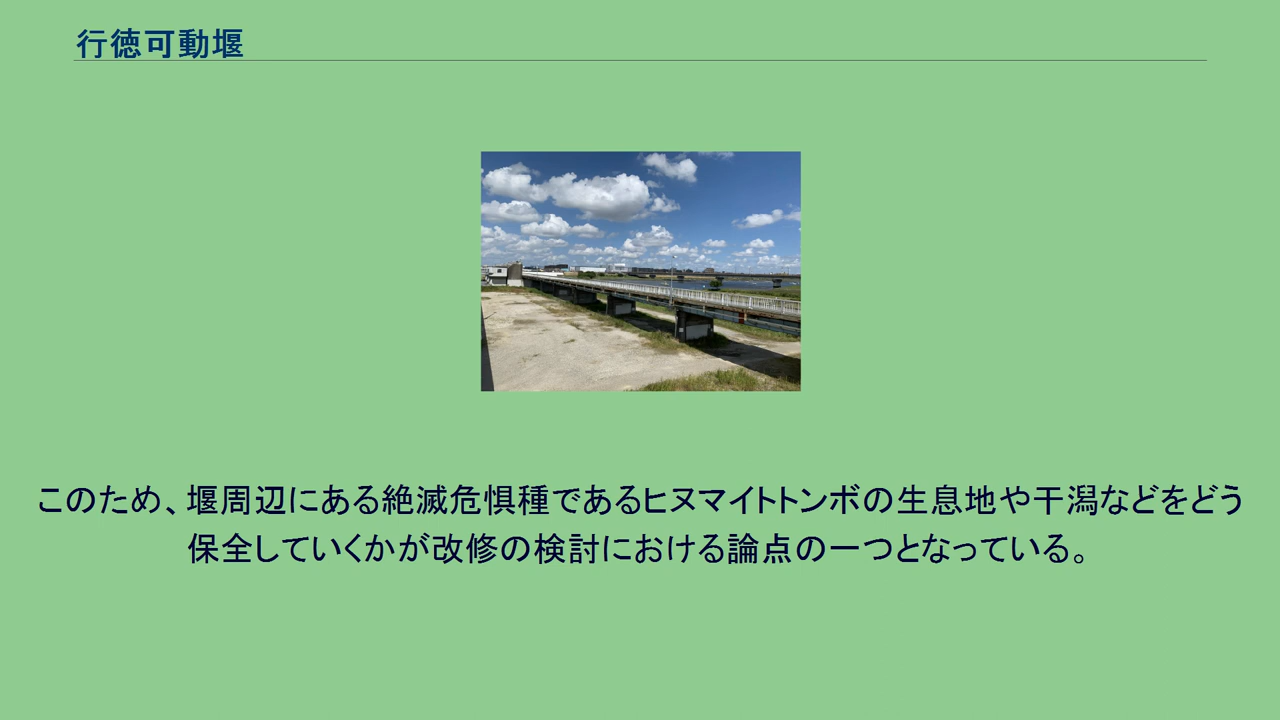 行徳可動堰
このため、堰周辺にある絶滅危惧種であるヒヌマイトトンボの生息地や干潟などをどう
保全していくかが改修の検討における論点の一つとなっている。